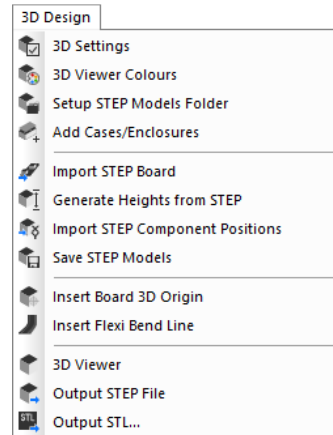 3D Design
3D Settings
3D Viewer Colours
Setup STEP Models Folder
Add Cases/Enclosures
Import STEP Board
Generate Heights from STEP
Import STEP Component Positions
Save STEP Models
Insert Board 3D Origin
Insert Flexi Bend Line
3D Viewer
Output STEP File
STL
Output STL...